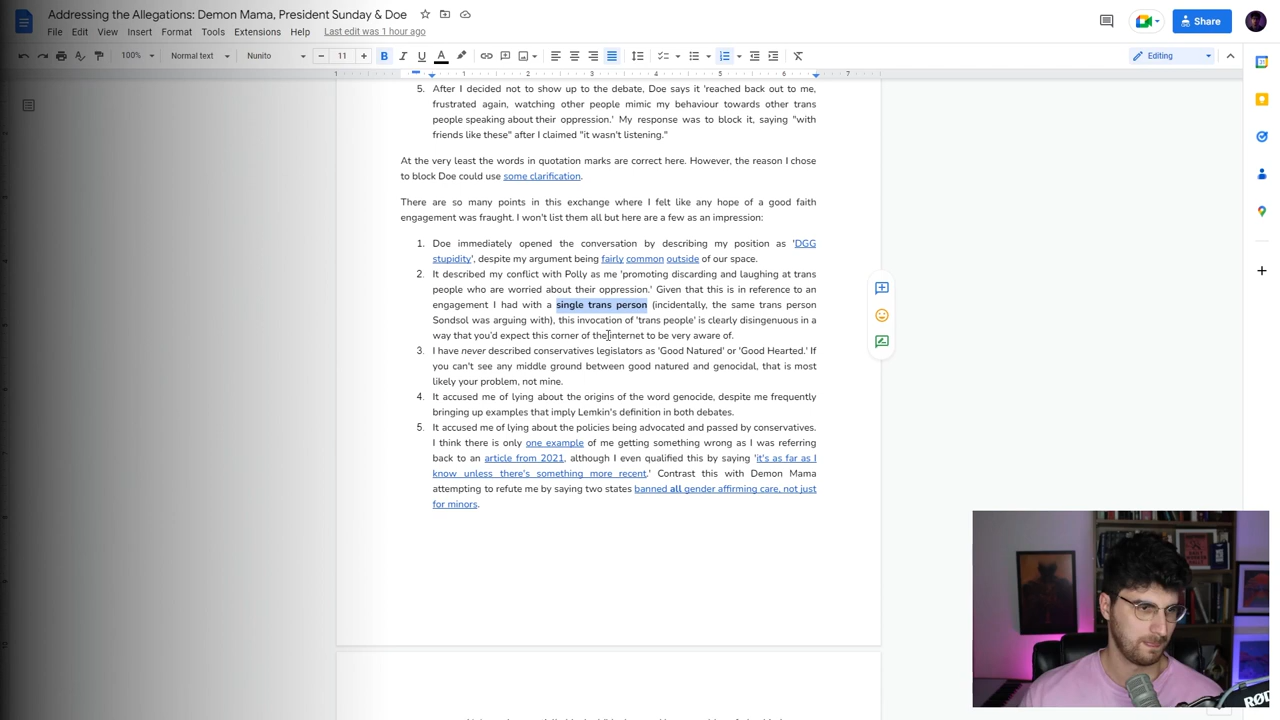 Addressing the Allegations: Demon Mama, President Sunday & Doe
File Edit View Insert Format Tools Extensions Help Last edit was 1 hour ago
Share
100% Normal text Nunito 11 Editing
1 1 2 3 4 5 6 7
5. After I decided not to show up to the debate, Doe says it 'reached back out to me,
frustrated again, watching other people mimic my behaviour towards other trans
people speaking about their oppression.' My response was to block it, saying "with
friends like these" after I claimed "it wasn't listening."
At the very least the words in quotation marks are correct here. However, the reason I chose
to block Doe could use some clarification.
There are so many points in this exchange where I felt like any hope of a good faith
engagement was fraught. I won't list them all but here are a few as an impression:
1. Doe immediately opened the conversation by describing my position as 'DGG
stupidity', despite my argument being fairly common outside of our space.
2. It described my conflict with Polly as me 'promoting discarding and laughing at trans
people who are worried about their oppression.' Given that this is in reference to an
engagement I had with a single trans person (incidentally, the same trans person
Sondsol was arguing with), this invocation of 'trans people' is clearly disingenuous in a
way that you'd expect this corner of the internet to be very aware of.
3. I have never described conservatives legislators as 'Good Natured' or 'Good Hearted.' If
you can't see any middle ground between good natured and genocidal, that is most
likely your problem, not mine.
4. It accused me of lying about the origins of the word genocide, despite me frequently
bringing up examples that imply Lemkin's definition in both debates.
5. It accused me of lying about the policies being advocated and passed by conservatives.
I think there is only one example of me getting something wrong as I was referring
back to an article from 2021, although I even qualified this by saying 'it's as far as I
know unless there's something more recent.' Contrast this with Demon Mama
attempting to refute me by saying two states banned all gender affirming care, not just
for minors.
RØD